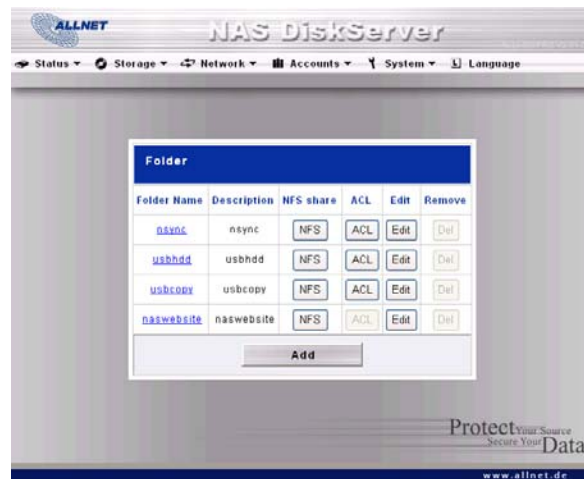 ALLNET
NAS DiskServer
Status Storage Network Accounts System Language
Folder
Folder Name Description NFS share ACL Edit Remove
nsync nsync NFS ACL Edit Del
usbhdd usbhdd NFS ACL Edit Del
usbcopy usbcopy NFS ACL Edit Del
naswebsite naswebsite NFS ACL Edit Del
Add
Protect Your Source
Secure Your Data
www.allnet.de